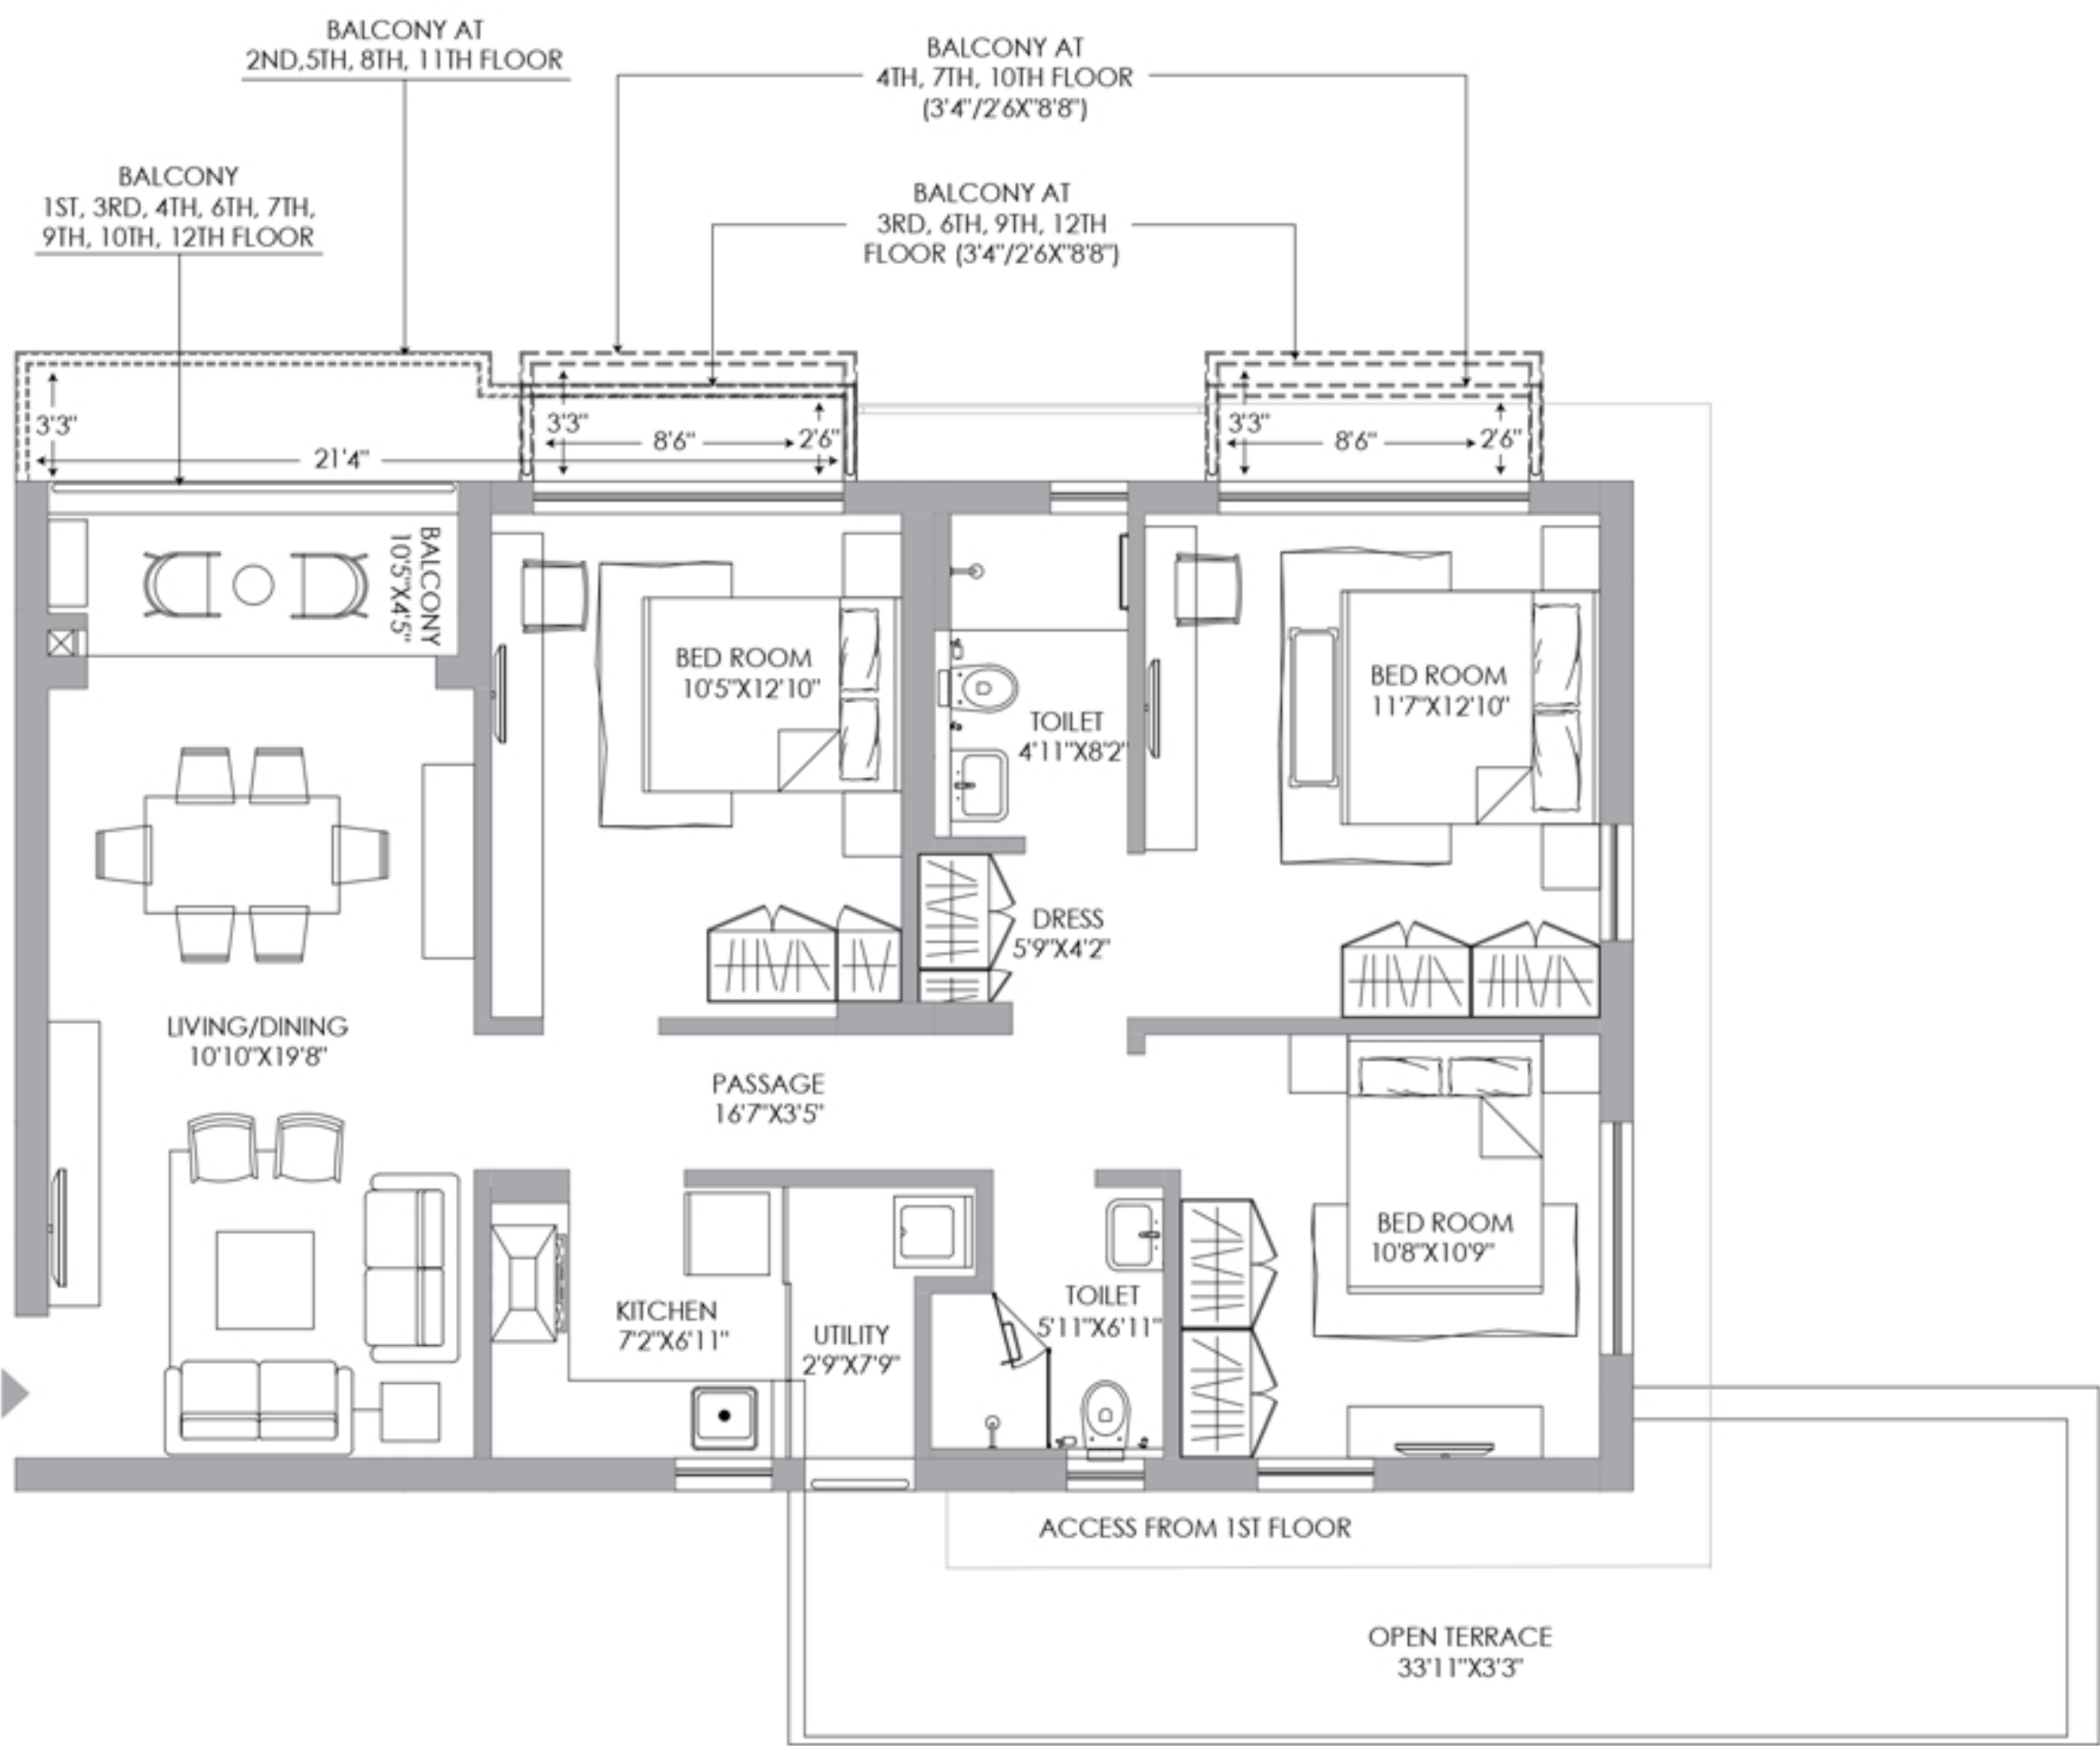 BALCONY AT
2ND,5TH, 8TH, 11TH FLOOR
BALCONY AT
4TH, 7TH, 10TH FLOOR
(3'4"/2'6X"8'8")
BALCONY
1ST, 3RD, 4TH, 6TH, 7TH,
9TH, 10TH, 12TH FLOOR
BALCONY AT
3RD, 6TH, 9TH, 12TH
FLOOR (3'4"/2'6X"8'8")
3'3"
21'4"
3'3"
8'6"
2'6"
3'3"
8'6"
2'6"
BALCONY
10'5"X4'5"
BED ROOM
10'5"X12'10"
TOILET
4'11"X8'2"
BED ROOM
11'7"X12'10"
DRESS
5'9"X4'2"
LIVING/DINING
10'10"X19'8"
PASSAGE
16'7"X3'5"
BED ROOM
10'8"X10'9"
KITCHEN
7'2"X6'11"
UTILITY
2'9"X7'9"
TOILET
5'11"X6'11"
ACCESS FROM 1ST FLOOR
OPEN TERRACE
33'11"X3'3"